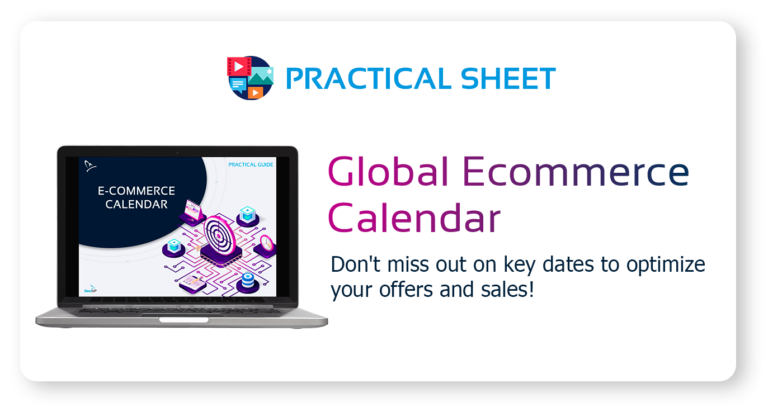 PRACTICAL SHEET
PRACTICAL GUIDE
E-COMMERCE
CALENDAR
Global Ecommerce
Calendar
Don't miss out on key dates to optimize
your offers and sales!